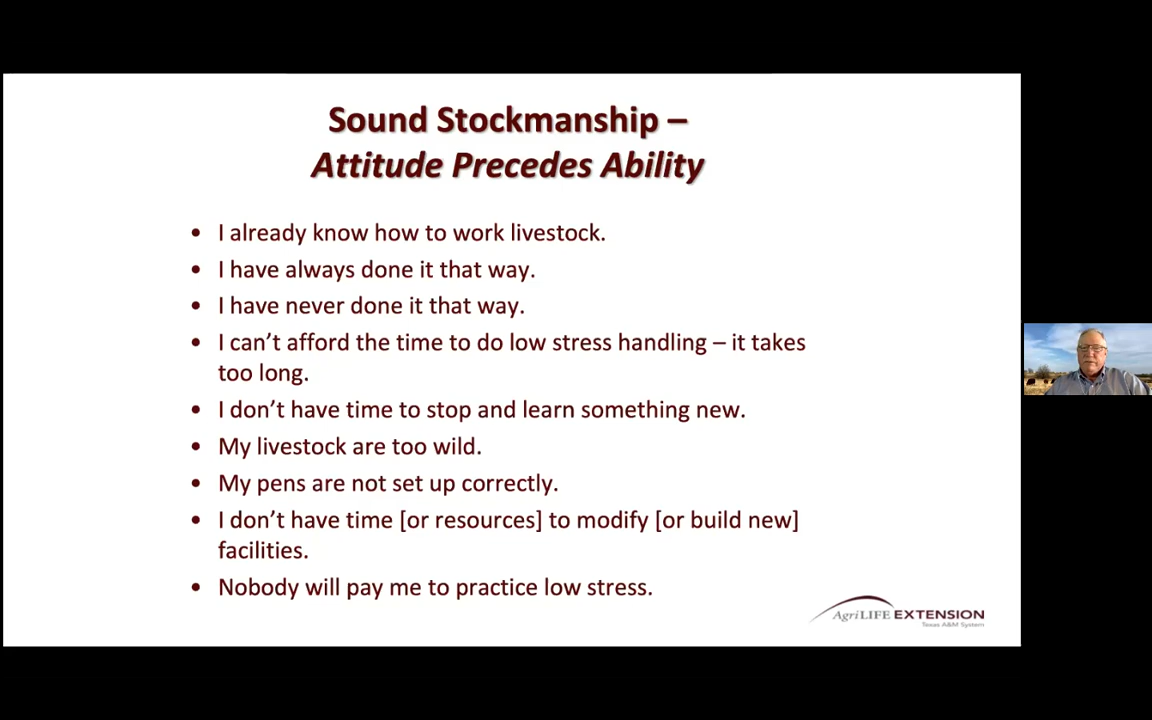 Sound Stockmanship –
Attitude Precedes Ability
• I already know how to work livestock.
• I have always done it that way.
• I have never done it that way.
• I can’t afford the time to do low stress handling – it takes
too long.
• I don’t have time to stop and learn something new.
• My livestock are too wild.
• My pens are not set up correctly.
• I don’t have time [or resources] to modify [or build new]
facilities.
• Nobody will pay me to practice low stress.
AgriLIFE EXTENSION
Texas A&M System